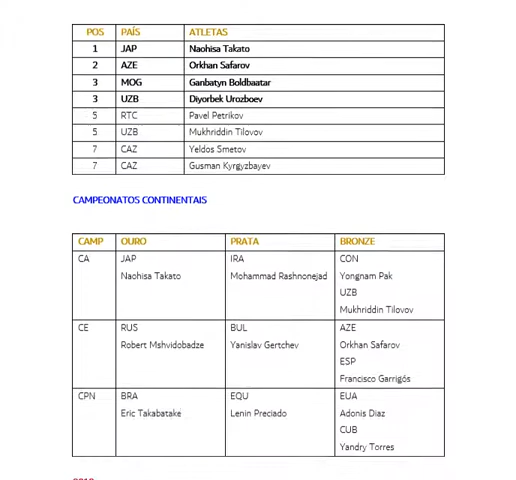 POS PAÍS ATLETAS
1 JAP Naohisa Takato
2 AZE Orkhan Safarov
3 MOG Ganbatyn Boldbaatar
3 UZB Diyorbek Urozboev
5 RTC Pavel Petrikov
5 UZB Mukhriddin Tilovov
7 CAZ Yeldos Smetov
7 CAZ Gusman Kyrgyzbayev
CAMPEONATOS CONTINENTAIS
CAMP OURO PRATA BRONZE
CA JAP IRA CON
Naohisa Takato Mohammad Rashnonejad Yongnam Pak
UZB
Mukhriddin Tilovov
CE RUS BUL AZE
Robert Mshvidobadze Yanislav Gertchev Orkhan Safarov
ESP
Francisco Garrigós
CPN BRA EQU EUA
Eric Takabatake Lenin Preciado Adonis Diaz
CUB
Yandry Torres